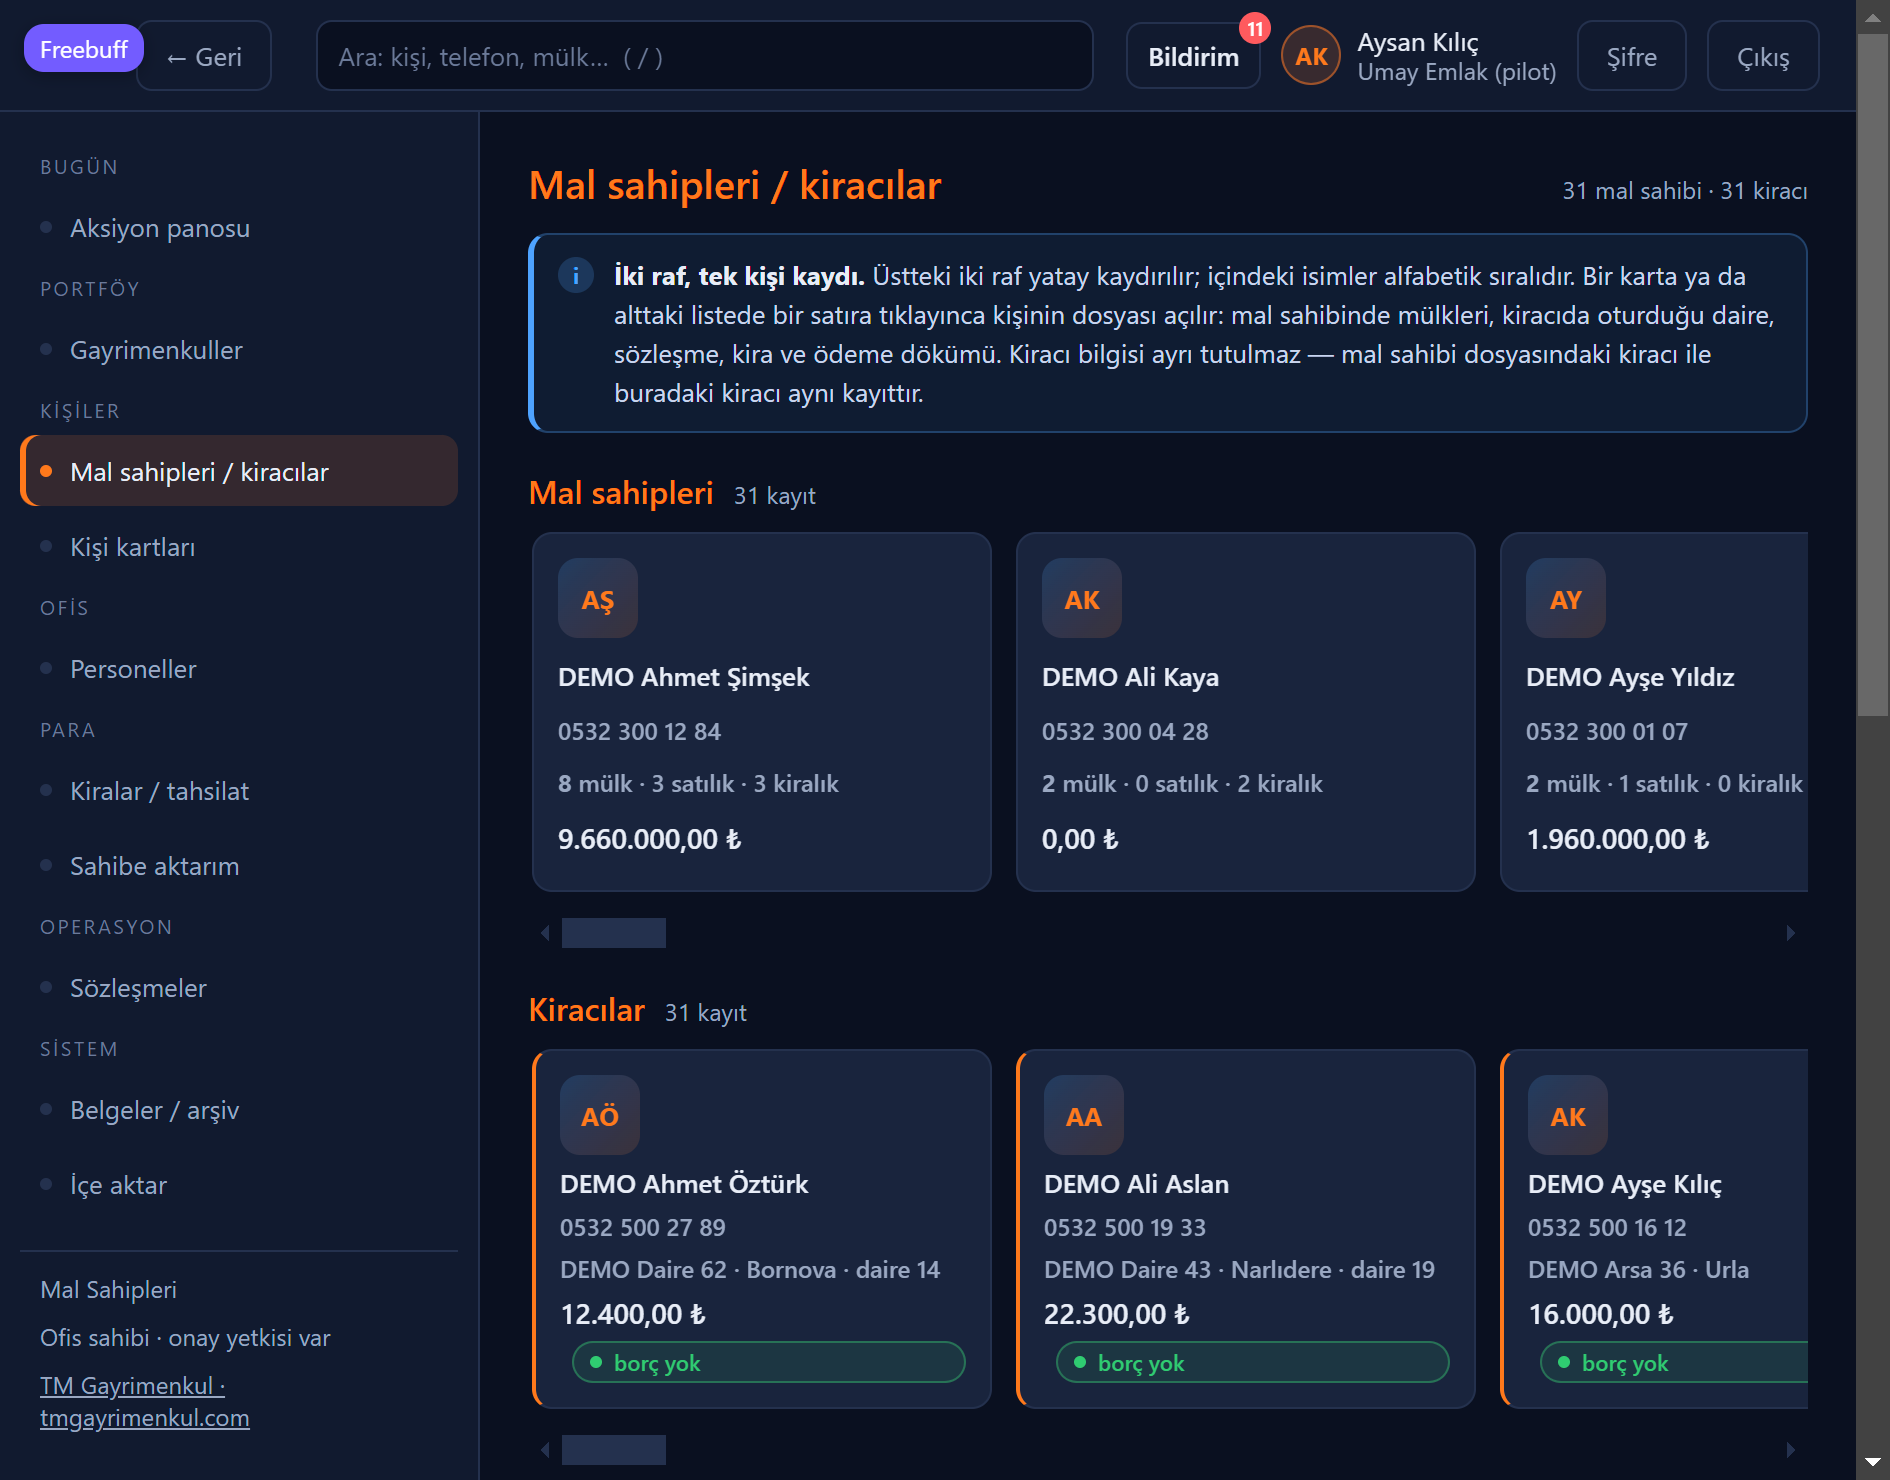 Freebuff
← Geri
Ara: kişi, telefon, mülk... ( / )
Bildirim
11
AK
Aysan Kılıç
Umay Emlak (pilot)
Şifre
Çıkış
BUGÜN
Aksiyon panosu
PORTFÖY
Gayrimenkuller
KİŞİLER
Mal sahipleri / kiracılar
Kişi kartları
OFİS
Personeller
PARA
Kiralar / tahsilat
Sahibe aktarım
OPERASYON
Sözleşmeler
SİSTEM
Belgeler / arşiv
İçe aktar
Mal Sahipleri
Ofis sahibi · onay yetkisi var
TM Gayrimenkul ·
tmgayrimenkul.com
Mal sahipleri / kiracılar
31 mal sahibi · 31 kiracı
i
İki raf, tek kişi kaydı. Üstteki iki raf yatay kaydırılır; içindeki isimler alfabetik sıralıdır. Bir karta ya da
alttaki listede bir satıra tıklayınca kişinin dosyası açılır: mal sahibinde mülkleri, kiracıda oturduğu daire,
sözleşme, kira ve ödeme dökümü. Kiracı bilgisi ayrı tutulmaz — mal sahibi dosyasındaki kiracı ile
buradaki kiracı aynı kayıttır.
Mal sahipleri 31 kayıt
AŞ
DEMO Ahmet Şimşek
0532 300 12 84
8 mülk · 3 satılık · 3 kiralık
9.660.000,00 ₺
AK
DEMO Ali Kaya
0532 300 04 28
2 mülk · 0 satılık · 2 kiralık
0,00 ₺
AY
DEMO Ayşe Yıldız
0532 300 01 07
2 mülk · 1 satılık · 0 kiralık
1.960.000,00 ₺
Kiracılar 31 kayıt
AÖ
DEMO Ahmet Öztürk
0532 500 27 89
DEMO Daire 62 · Bornova · daire 14
12.400,00 ₺
borç yok
AA
DEMO Ali Aslan
0532 500 19 33
DEMO Daire 43 · Narlıdere · daire 19
22.300,00 ₺
borç yok
AK
DEMO Ayşe Kılıç
0532 500 16 12
DEMO Arsa 36 · Urla
16.000,00 ₺
borç yok